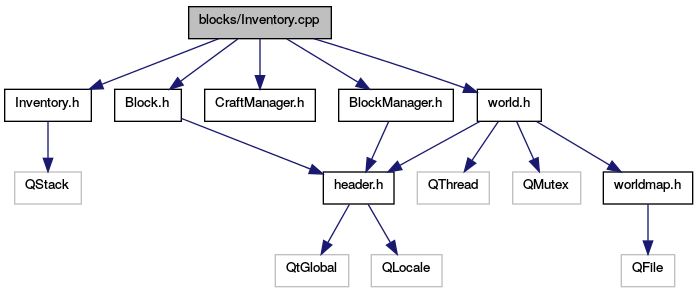 blocks/Inventory.cpp
Inventory.h
Block.h
CraftManager.h
BlockManager.h
world.h
QStack
header.h
QThread
QMutex
worldmap.h
QtGlobal
QLocale
QFile